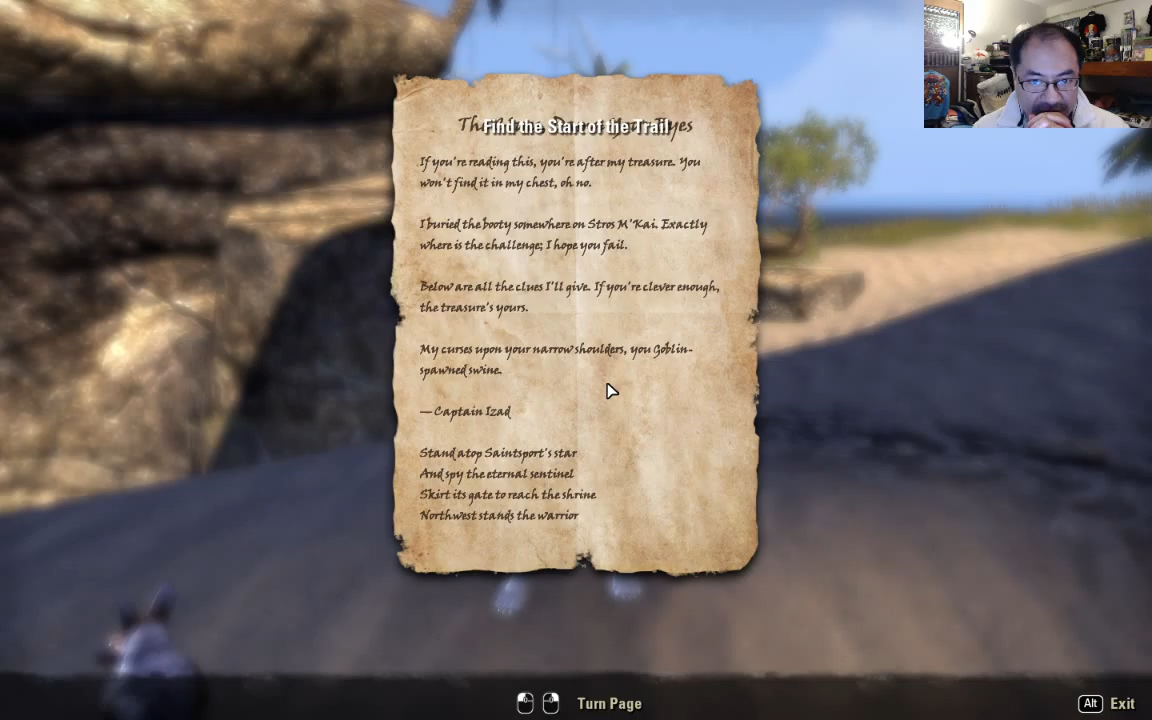 Find the Start of the Trail
If you're reading this, you're after my treasure. You
won't find it in my chest, oh no.
I buried the booty somewhere on Stros M'Kai. Exactly
where is the challenge; I hope you fail.
Below are all the clues I'll give. If you're clever enough,
the treasure's yours.
My curses upon your narrow shoulders, you Goblin-
spawned swine.
— Captain Izad
Stand atop Saintsport's star
And spy the eternal sentinel
Skirt its gate to reach the shrine
Northwest stands the warrior
Turn Page
Alt Exit